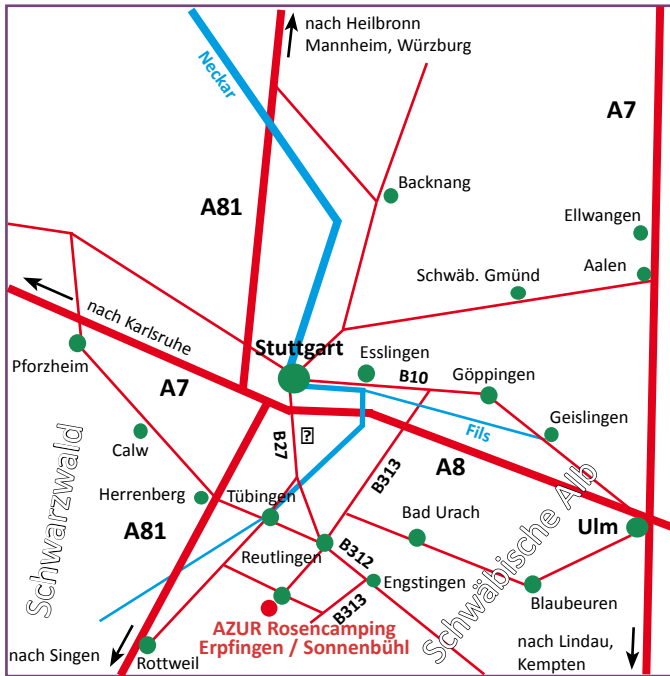 nach Heilbronn
Mannheim, Würzburg
Neckar
A7
Backnang
A81
Ellwangen
Aalen
Schwäb. Gmünd
nach Karlsruhe
Stuttgart
Pforzheim
Esslingen
B10
Göppingen
A7
Geislingen
Fils
B27
[?]
Calw
B313
A8
Schwarzwald
Herrenberg
Tübingen
A81
Bad Urach
Schwäbische Alb
Ulm
Reutlingen
B312
Engstingen
Blaubeuren
B313
AZUR Rosencamping
Erpfingen / Sonnenbühl
nach Singen
Rottweil
nach Lindau,
Kempten